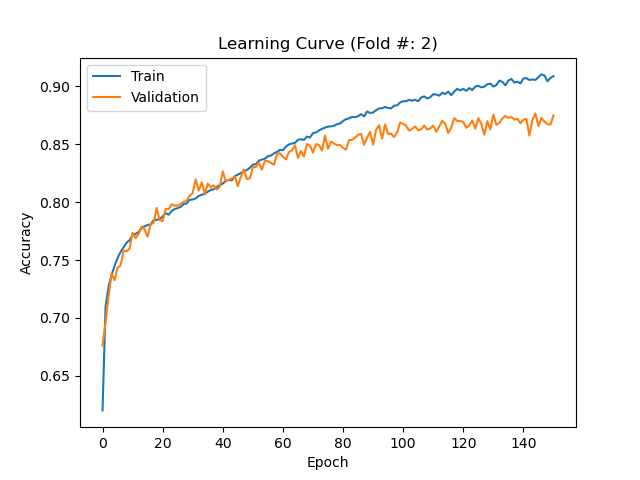 Learning Curve (Fold #: 2)
Train
Validation
0.90
0.85
0.80
0.75
0.70
0.65
Accuracy
0 20 40 60 80 100 120 140
Epoch